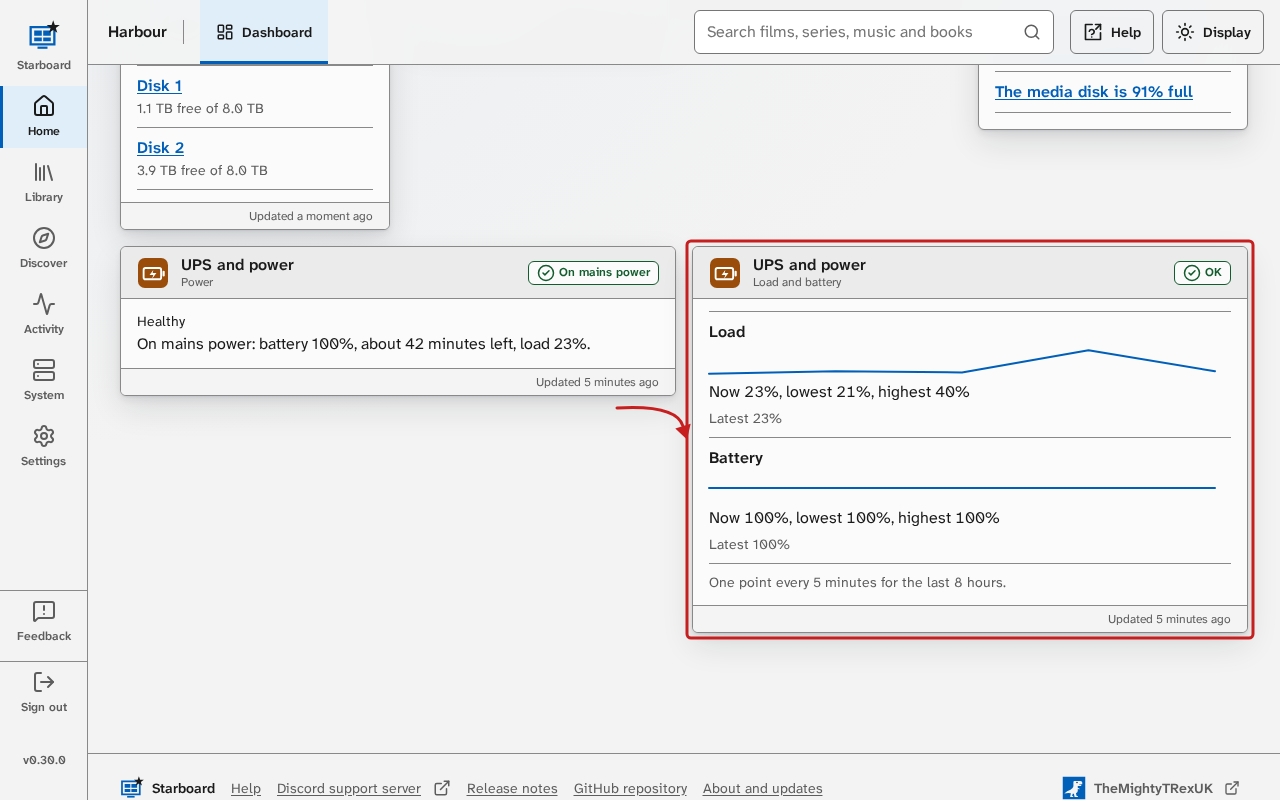 Starboard
Home
Library
Discover
Activity
System
Settings
Feedback
Sign out
v0.30.0
Harbour
Dashboard
Search films, series, music and books
Help
Display
Disk 1
1.1 TB free of 8.0 TB
Disk 2
3.9 TB free of 8.0 TB
Updated a moment ago
The media disk is 91% full
UPS and power
Power
On mains power
Healthy
On mains power: battery 100%, about 42 minutes left, load 23%.
Updated 5 minutes ago
UPS and power
Load and battery
OK
Load
Now 23%, lowest 21%, highest 40%
Latest 23%
Battery
Now 100%, lowest 100%, highest 100%
Latest 100%
One point every 5 minutes for the last 8 hours.
Updated 5 minutes ago
Starboard
Help
Discord support server
Release notes
GitHub repository
About and updates
TheMightyTRexUK